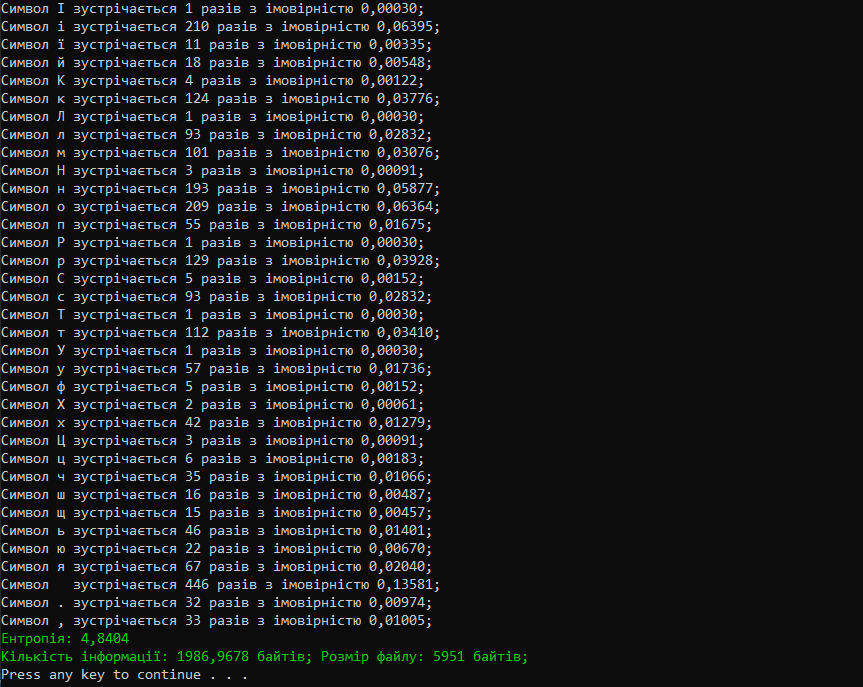 Символ І зустрічається 1 разів з імовірністю 0,00030;
Символ і зустрічається 210 разів з імовірністю 0,06395;
Символ ї зустрічається 11 разів з імовірністю 0,00335;
Символ й зустрічається 18 разів з імовірністю 0,00548;
Символ К зустрічається 4 разів з імовірністю 0,00122;
Символ к зустрічається 124 разів з імовірністю 0,03776;
Символ Л зустрічається 1 разів з імовірністю 0,00030;
Символ л зустрічається 93 разів з імовірністю 0,02832;
Символ м зустрічається 101 разів з імовірністю 0,03076;
Символ Н зустрічається 3 разів з імовірністю 0,00091;
Символ н зустрічається 193 разів з імовірністю 0,05877;
Символ о зустрічається 209 разів з імовірністю 0,06364;
Символ п зустрічається 55 разів з імовірністю 0,01675;
Символ Р зустрічається 1 разів з імовірністю 0,00030;
Символ р зустрічається 129 разів з імовірністю 0,03928;
Символ С зустрічається 5 разів з імовірністю 0,00152;
Символ с зустрічається 93 разів з імовірністю 0,02832;
Символ Т зустрічається 1 разів з імовірністю 0,00030;
Символ т зустрічається 112 разів з імовірністю 0,03410;
Символ У зустрічається 1 разів з імовірністю 0,00030;
Символ у зустрічається 57 разів з імовірністю 0,01736;
Символ ф зустрічається 5 разів з імовірністю 0,00152;
Символ Х зустрічається 2 разів з імовірністю 0,00061;
Символ х зустрічається 42 разів з імовірністю 0,01279;
Символ Ц зустрічається 3 разів з імовірністю 0,00091;
Символ ц зустрічається 6 разів з імовірністю 0,00183;
Символ ч зустрічається 35 разів з імовірністю 0,01066;
Символ ш зустрічається 16 разів з імовірністю 0,00487;
Символ щ зустрічається 15 разів з імовірністю 0,00457;
Символ ь зустрічається 46 разів з імовірністю 0,01401;
Символ ю зустрічається 22 разів з імовірністю 0,00670;
Символ я зустрічається 67 разів з імовірністю 0,02040;
Символ   зустрічається 446 разів з імовірністю 0,13581;
Символ . зустрічається 32 разів з імовірністю 0,00974;
Символ , зустрічається 33 разів з імовірністю 0,01005;
Ентропія: 4,8404
Кількість інформації: 1986,9678 байтів; Розмір файлу: 5951 байтів;
Press any key to continue . . .